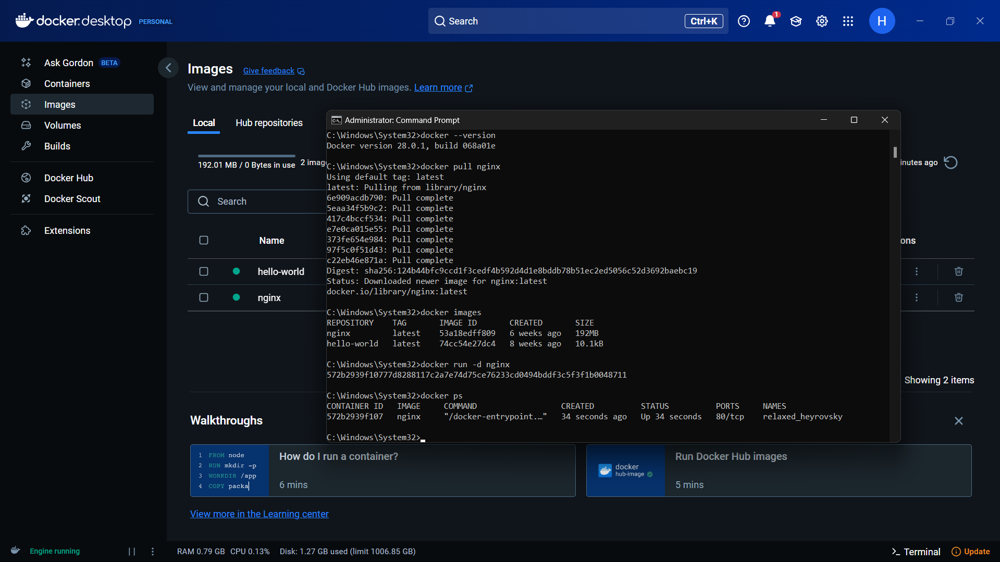 docker.desktop PERSONAL
Search Ctrl+K
1
H
Ask Gordon BETA
Containers
Images
Volumes
Builds
Docker Hub
Docker Scout
Extensions
Images Give feedback
View and manage your local and Docker Hub images. Learn more
Local Hub repositories
192.01 MB / 0 Bytes in use 2 imag
inutes ago
Search
Name
ons
hello-world
nginx
Showing 2 items
Administrator: Command Prompt
C:\Windows\System32>docker --version
Docker version 28.0.1, build 068a01e
C:\Windows\System32>docker pull nginx
Using default tag: latest
latest: Pulling from library/nginx
6e909acdb790: Pull complete
5eaa34f5b9c2: Pull complete
417c4bccf534: Pull complete
e7e0ca015e55: Pull complete
373fe654e984: Pull complete
97f5c0f51d43: Pull complete
c22eb46e871a: Pull complete
Digest: sha256:124b44bfc9ccd1f3cedf4b592d4d1e8bddb78b51ec2ed5056c52d3692baebc19
Status: Downloaded newer image for nginx:latest
docker.io/library/nginx:latest
C:\Windows\System32>docker images
REPOSITORY TAG IMAGE ID CREATED SIZE
nginx latest 53a18edff809 6 weeks ago 192MB
hello-world latest 74cc54e27dc4 8 weeks ago 10.1kB
C:\Windows\System32>docker run -d nginx
572b2939f10777d8288117c2a7e74d75ce76233cd0494bddf3c5f3f1b0048711
C:\Windows\System32>docker ps
CONTAINER ID IMAGE COMMAND CREATED STATUS PORTS NAMES
572b2939f107 nginx "/docker-entrypoint.…" 34 seconds ago Up 34 seconds 80/tcp relaxed_heyrovsky
C:\Windows\System32>
Walkthroughs
1 FROM node
2 RUN mkdir -p
3 WORKDIR /app
4 COPY packa
How do I run a container?
6 mins
docker
hub-image
Run Docker Hub images
5 mins
View more in the Learning center
Engine running
RAM 0.79 GB CPU 0.13% Disk: 1.27 GB used (limit 1006.85 GB)
Terminal
Update